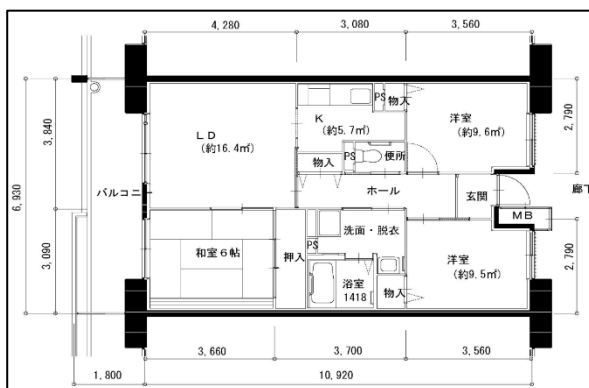 4,280
3,080
3,560
6,930
3,840
3,090
2,790
2,790
LD
(約16.4㎡)
K
(約5.7㎡)
PS
物入
洋室
(約9.6㎡)
物入
PS
便所
バルコニ
ホール
玄関
廊下
MB
和室6帖
押入
PS
洗面・脱衣
浴室
1418
物入
洋室
(約9.5㎡)
3,660
3,700
3,560
1,800
10,920